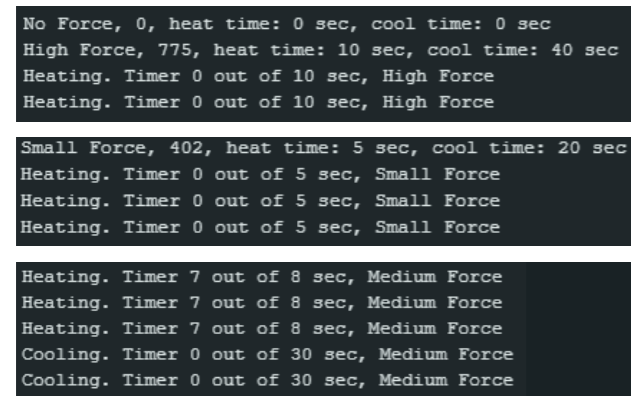 No Force, 0, heat time: 0 sec, cool time: 0 sec
High Force, 775, heat time: 10 sec, cool time: 40 sec
Heating. Timer 0 out of 10 sec, High Force
Heating. Timer 0 out of 10 sec, High Force
Small Force, 402, heat time: 5 sec, cool time: 20 sec
Heating. Timer 0 out of 5 sec, Small Force
Heating. Timer 0 out of 5 sec, Small Force
Heating. Timer 0 out of 5 sec, Small Force
Heating. Timer 7 out of 8 sec, Medium Force
Heating. Timer 7 out of 8 sec, Medium Force
Heating. Timer 7 out of 8 sec, Medium Force
Cooling. Timer 0 out of 30 sec, Medium Force
Cooling. Timer 0 out of 30 sec, Medium Force